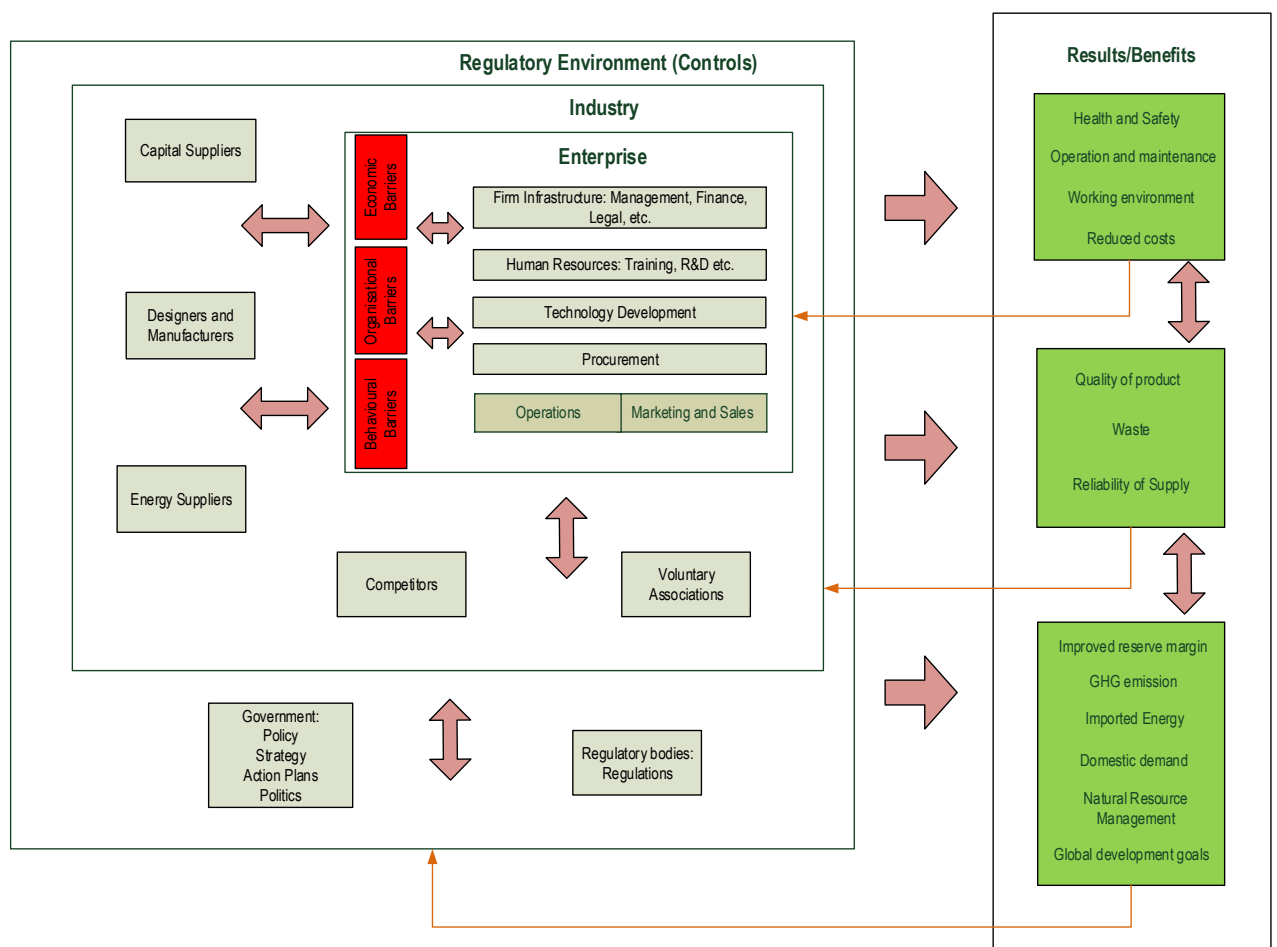 Regulatory Environment (Controls)
Industry
Enterprise
Capital Suppliers
Designers and
Manufacturers
Energy Suppliers
Economic
Barriers
Organisational
Barriers
Behavioural
Barriers
Firm Infrastructure: Management, Finance,
Legal, etc.
Human Resources: Training, R&D etc.
Technology Development
Procurement
Operations
Marketing and Sales
Competitors
Voluntary
Associations
Government:
Policy
Strategy
Action Plans
Politics
Regulatory bodies:
Regulations
Results/Benefits
Health and Safety
Operation and maintenance
Working environment
Reduced costs
Quality of product
Waste
Reliability of Supply
Improved reserve margin
GHG emission
Imported Energy
Domestic demand
Natural Resource
Management
Global development goals